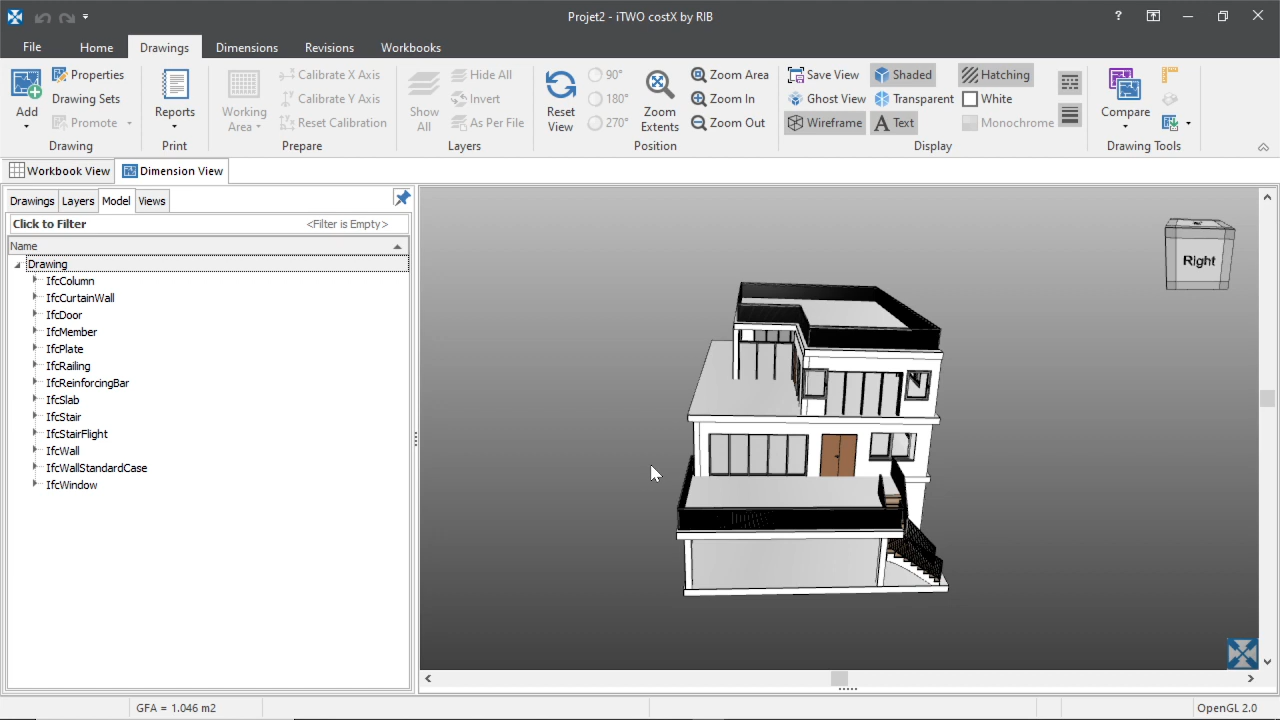 Projet2 - iTWO costX by RIB
?
File Home Drawings Dimensions Revisions Workbooks
Add
Properties
Drawing Sets
Promote
Drawing
Reports
Print
Working Area
Calibrate X Axis
Calibrate Y Axis
Reset Calibration
Prepare
Show All
Hide All
Invert
As Per File
Layers
Reset View
90°
180°
270°
Zoom Extents
Zoom Area
Zoom In
Zoom Out
Position
Save View
Ghost View
Wireframe
Shaded
Transparent
Text
Hatching
White
Monochrome
Display
Compare
Drawing Tools
Workbook View Dimension View
Drawings Layers Model Views
Click to Filter <Filter is Empty>
Name
Drawing
IfcColumn
IfcCurtainWall
IfcDoor
IfcMember
IfcPlate
IfcRailing
IfcReinforcingBar
IfcSlab
IfcStair
IfcStairFlight
IfcWall
IfcWallStandardCase
IfcWindow
Right
GFA = 1.046 m2
OpenGL 2.0